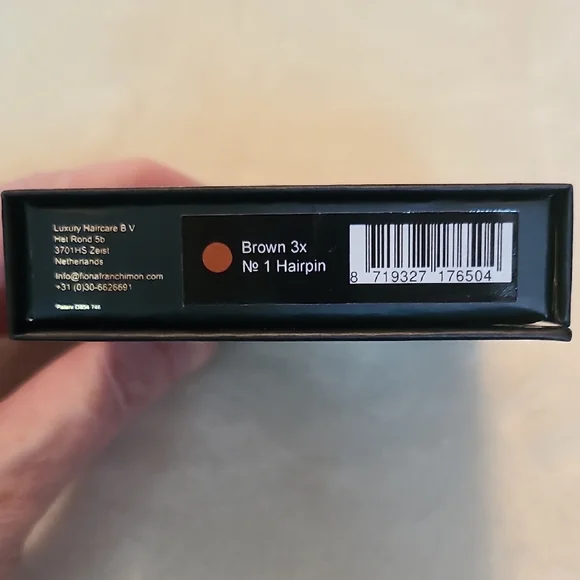 Luxury Haircare B V
Het Rond 5b
3701HS Zeist
Netherlands
Info@fionafranchimon.com
+31 (0)30-6626691
Brown 3x
№ 1 Hairpin
8 719327 176504